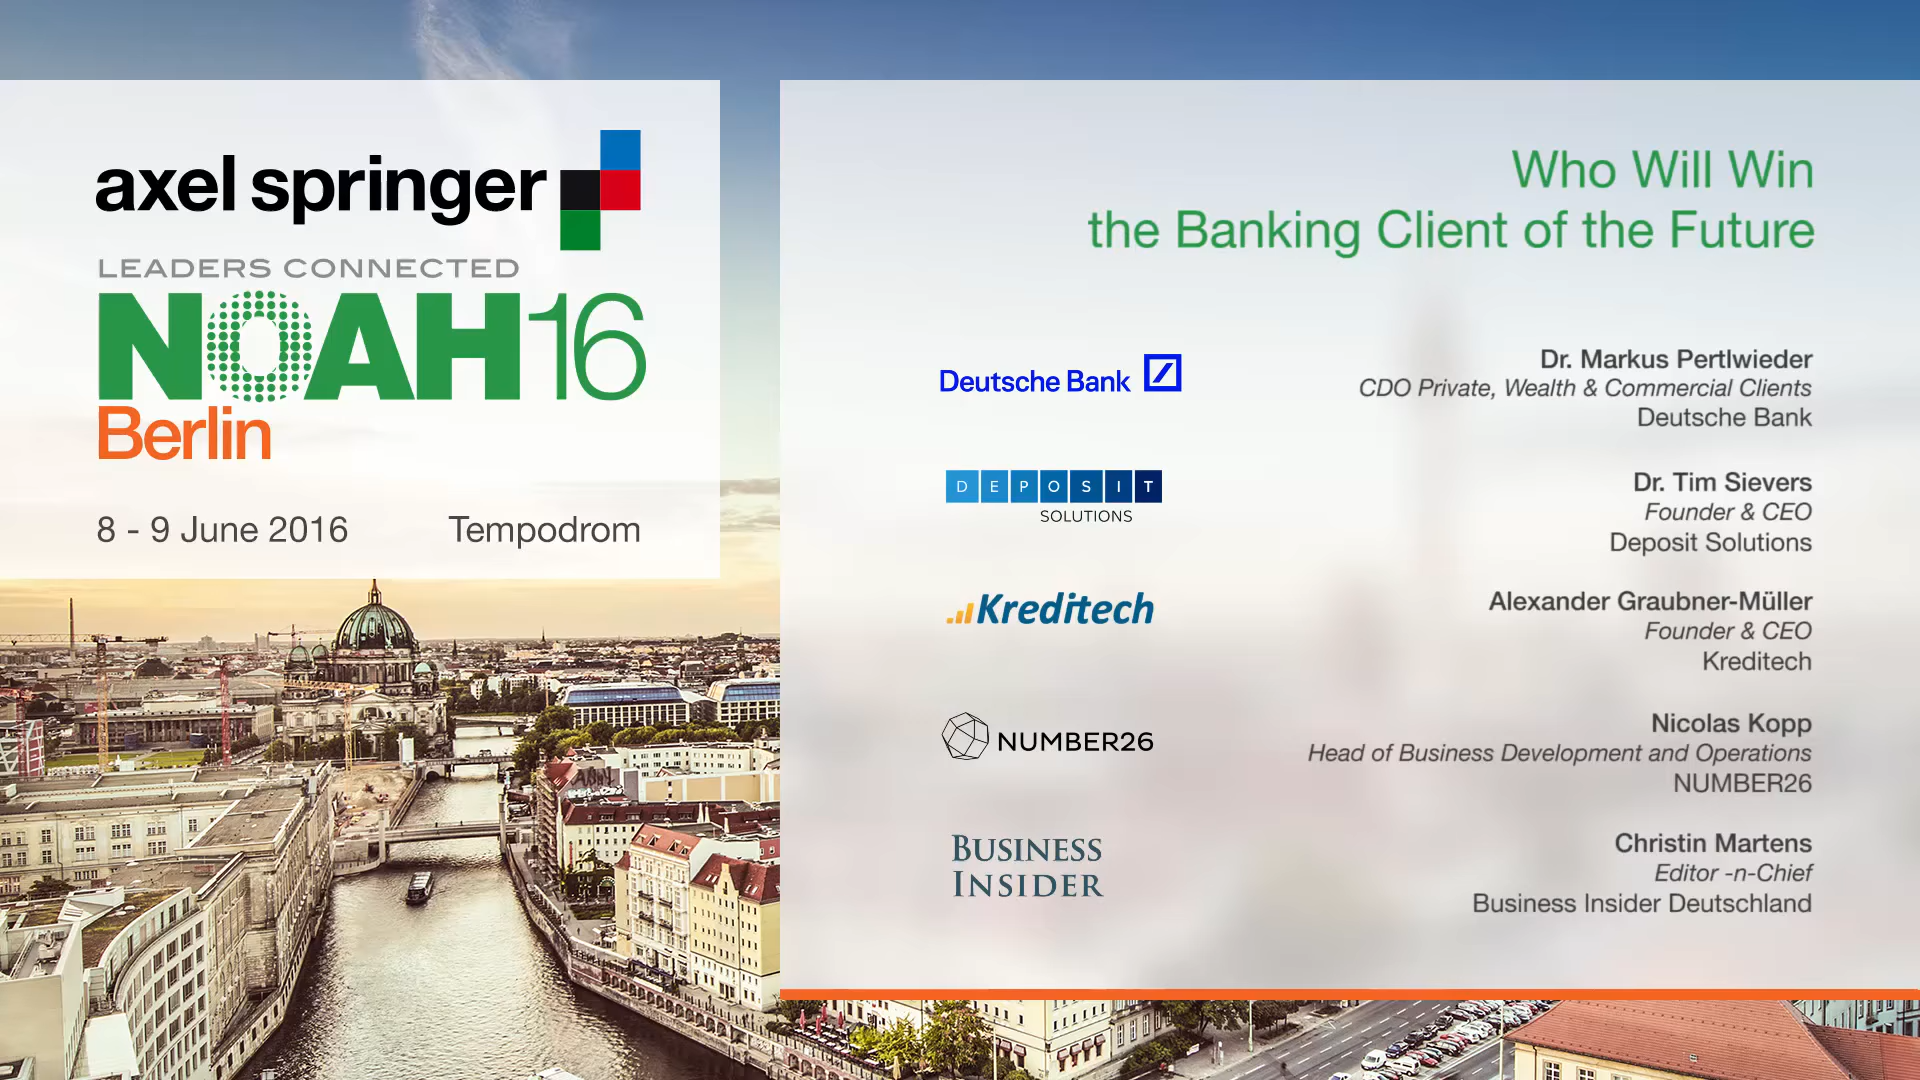 axel springer
LEADERS CONNECTED
NOAH16
Berlin
8 - 9 June 2016 Tempodrom
Who Will Win
the Banking Client of the Future
Deutsche Bank
Dr. Markus Pertlwieder
CDO Private, Wealth & Commercial Clients
Deutsche Bank
DEPOSIT
SOLUTIONS
Dr. Tim Sievers
Founder & CEO
Deposit Solutions
Kreditech
Alexander Graubner-Müller
Founder & CEO
Kreditech
NUMBER26
Nicolas Kopp
Head of Business Development and Operations
NUMBER26
BUSINESS
INSIDER
Christin Martens
Editor -n-Chief
Business Insider Deutschland